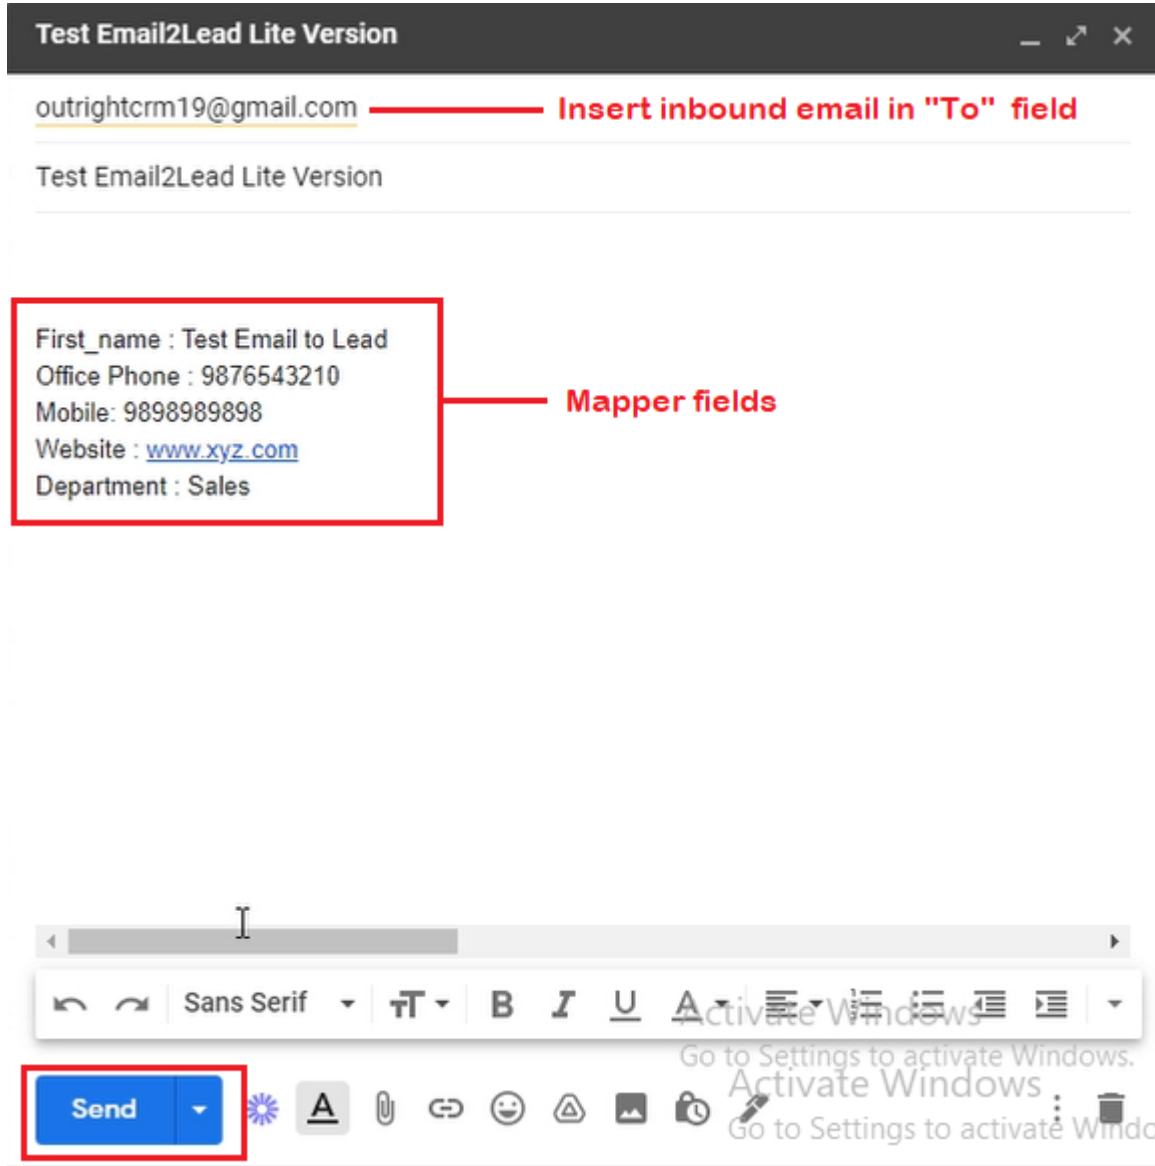 Test Email2Lead Lite Version
outrightcrm19@gmail.com Insert inbound email in "To" field
Test Email2Lead Lite Version
First_name : Test Email to Lead
Office Phone : 9876543210
Mobile: 9898989898
Website : www.xyz.com
Department : Sales
Mapper fields
Sans Serif
Activate Windows
Go to Settings to activate Windows.
Send
Activate Windows
Go to Settings to activate Windo